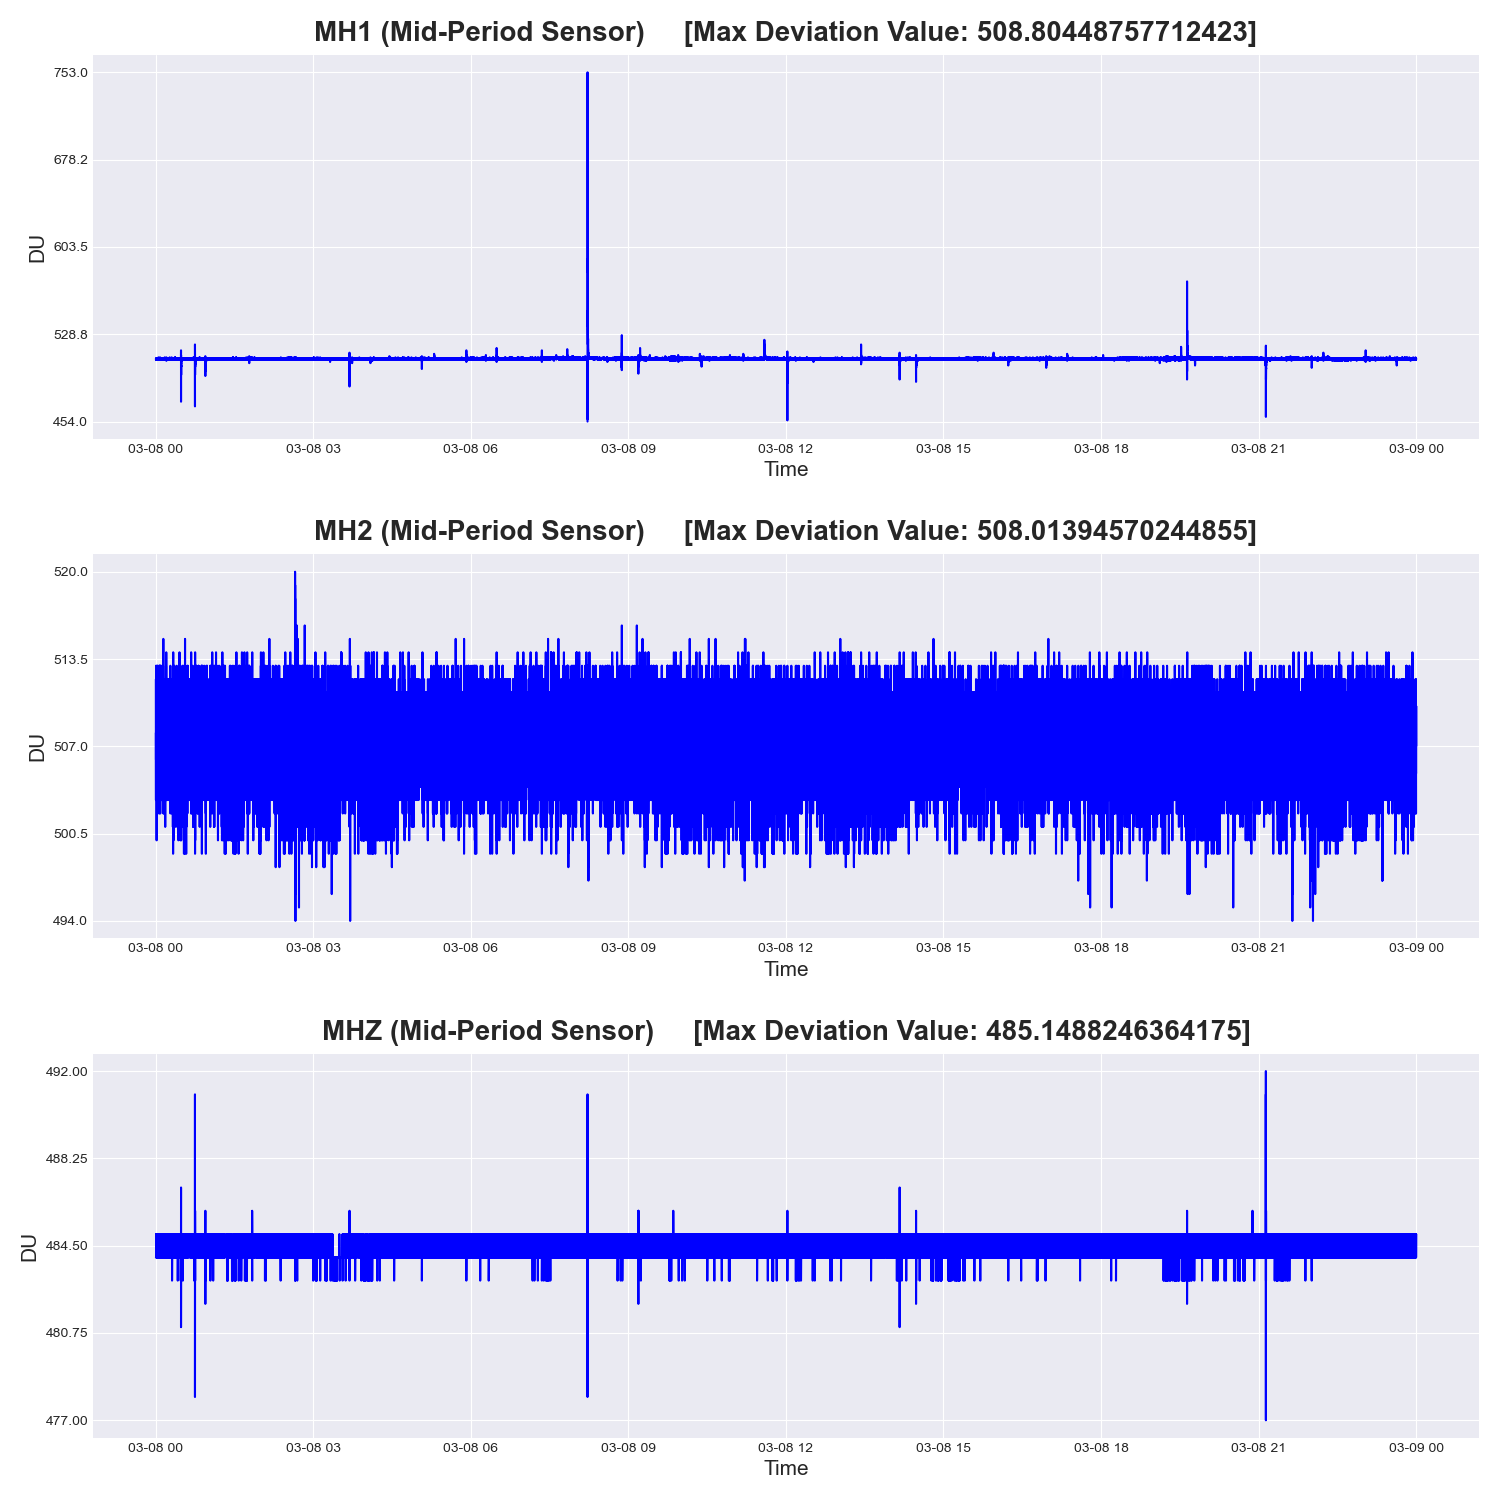 MH1 (Mid-Period Sensor) [Max Deviation Value: 508.80448757712423]
753.0
678.2
603.5
528.8
454.0
DU
03-08 00 03-08 03 03-08 06 03-08 09 03-08 12 03-08 15 03-08 18 03-08 21 03-09 00
Time
MH2 (Mid-Period Sensor) [Max Deviation Value: 508.01394570244855]
520.0
513.5
507.0
500.5
494.0
DU
03-08 00 03-08 03 03-08 06 03-08 09 03-08 12 03-08 15 03-08 18 03-08 21 03-09 00
Time
MHZ (Mid-Period Sensor) [Max Deviation Value: 485.1488246364175]
492.00
488.25
484.50
480.75
477.00
DU
03-08 00 03-08 03 03-08 06 03-08 09 03-08 12 03-08 15 03-08 18 03-08 21 03-09 00
Time